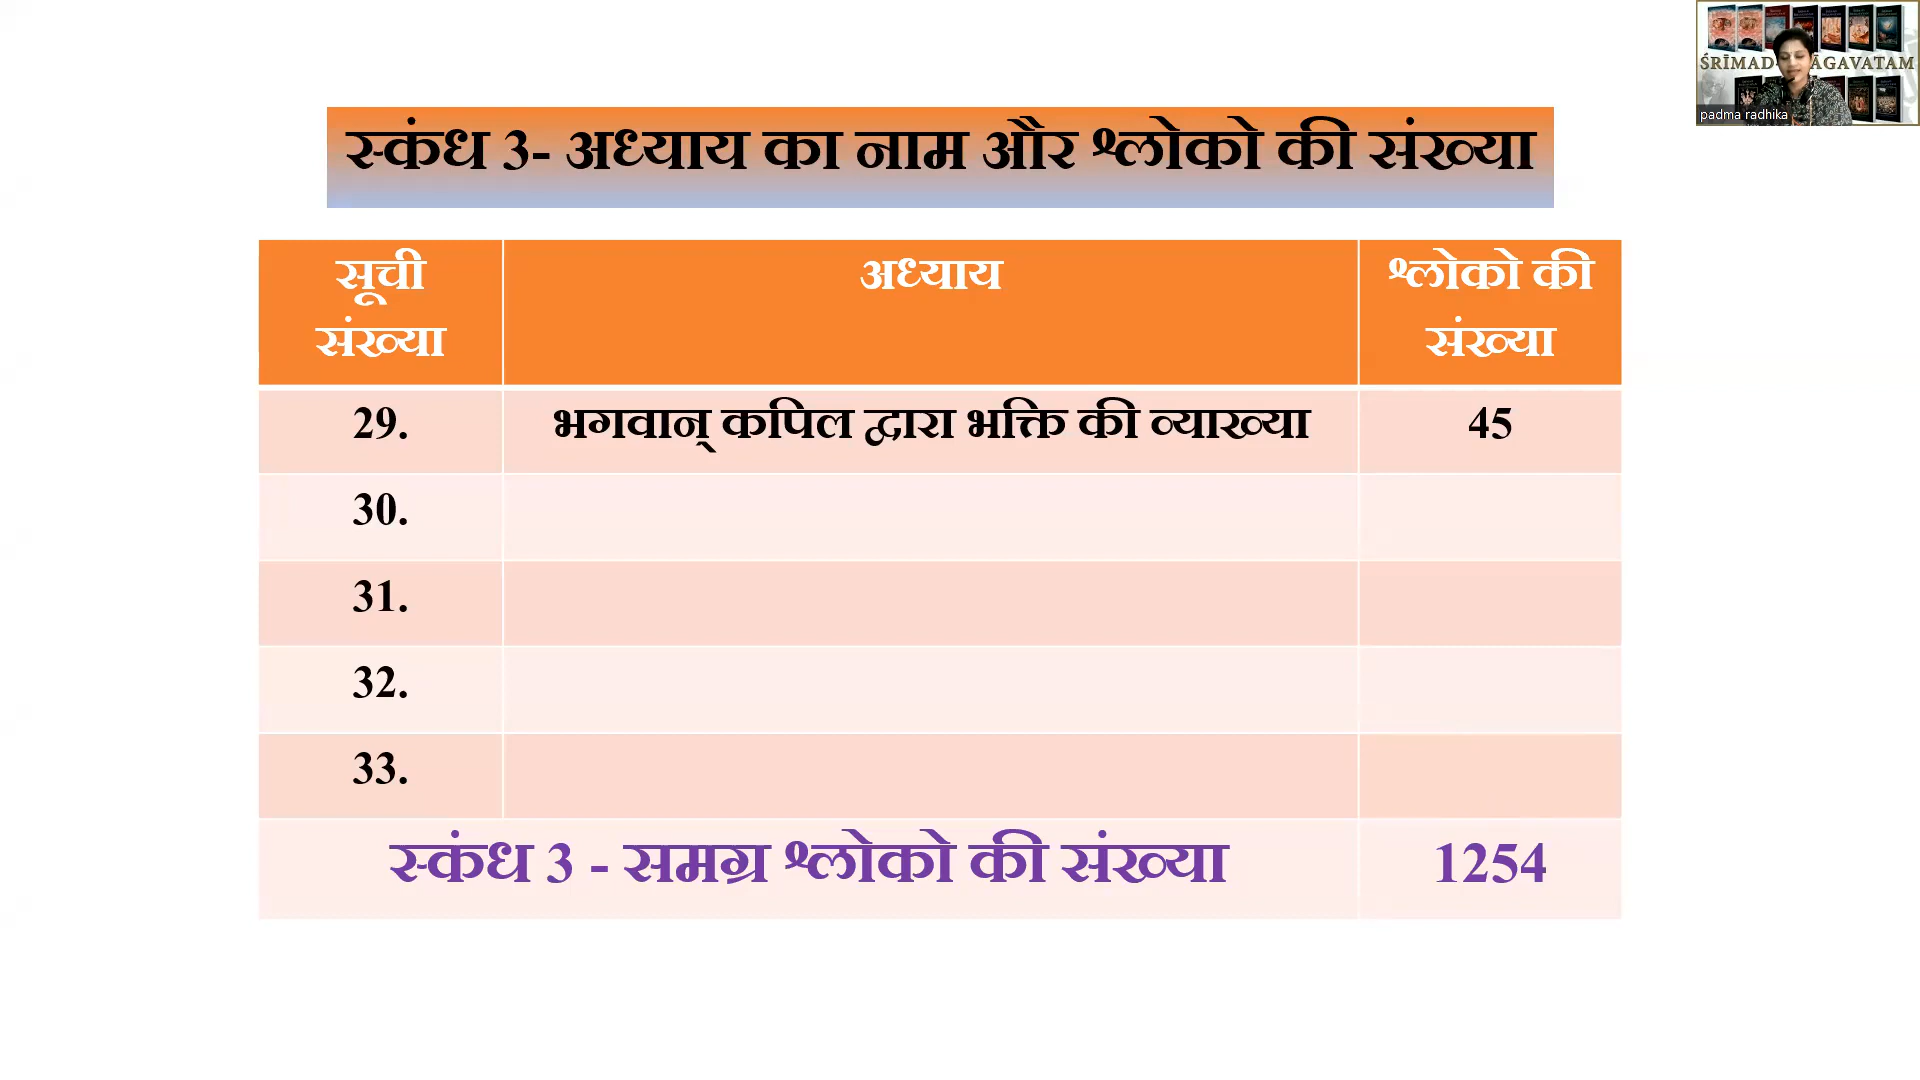 स्कंध 3- अध्याय का नाम और श्लोको की संख्या
ŚRĪMAD ĀGAVATAM
padma radhika
सूची संख्या
अध्याय
श्लोको की संख्या
29. भगवान् कपिल द्वारा भक्ति की व्याख्या 45
30.
31.
32.
33.
स्कंध 3 - समग्र श्लोको की संख्या 1254